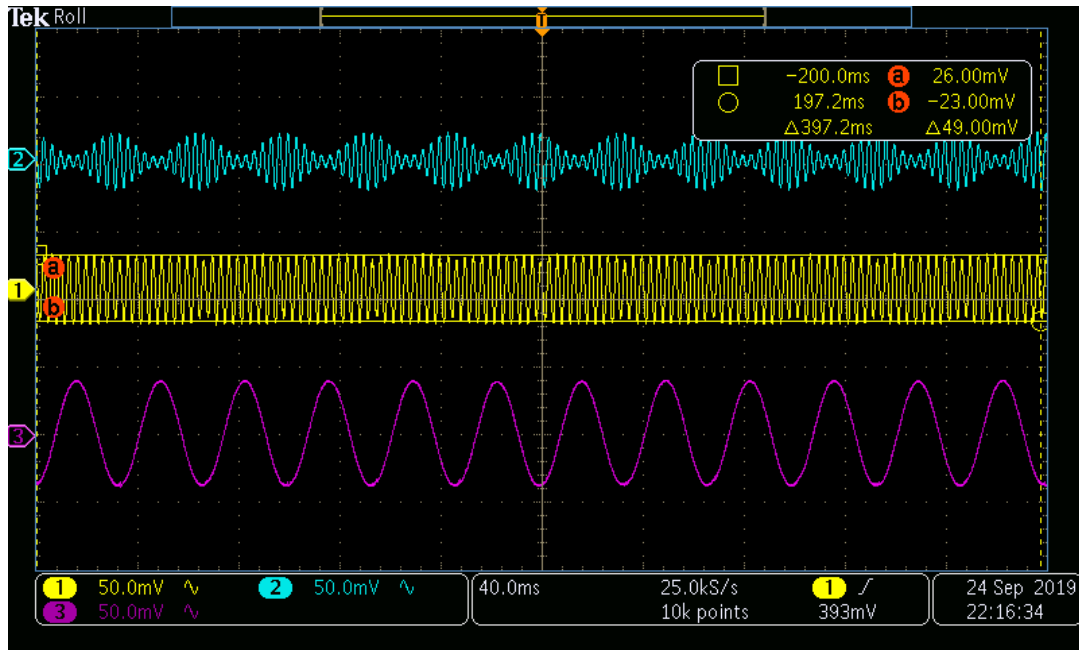 Tek Roll
T
-200.0ms a 26.00mV
197.2ms b -23.00mV
Δ397.2ms Δ49.00mV
2
a
1
b
3
1 50.0mV 2 50.0mV 40.0ms 25.0kS/s 1 24 Sep 2019
3 50.0mV 10k points 393mV 22:16:34